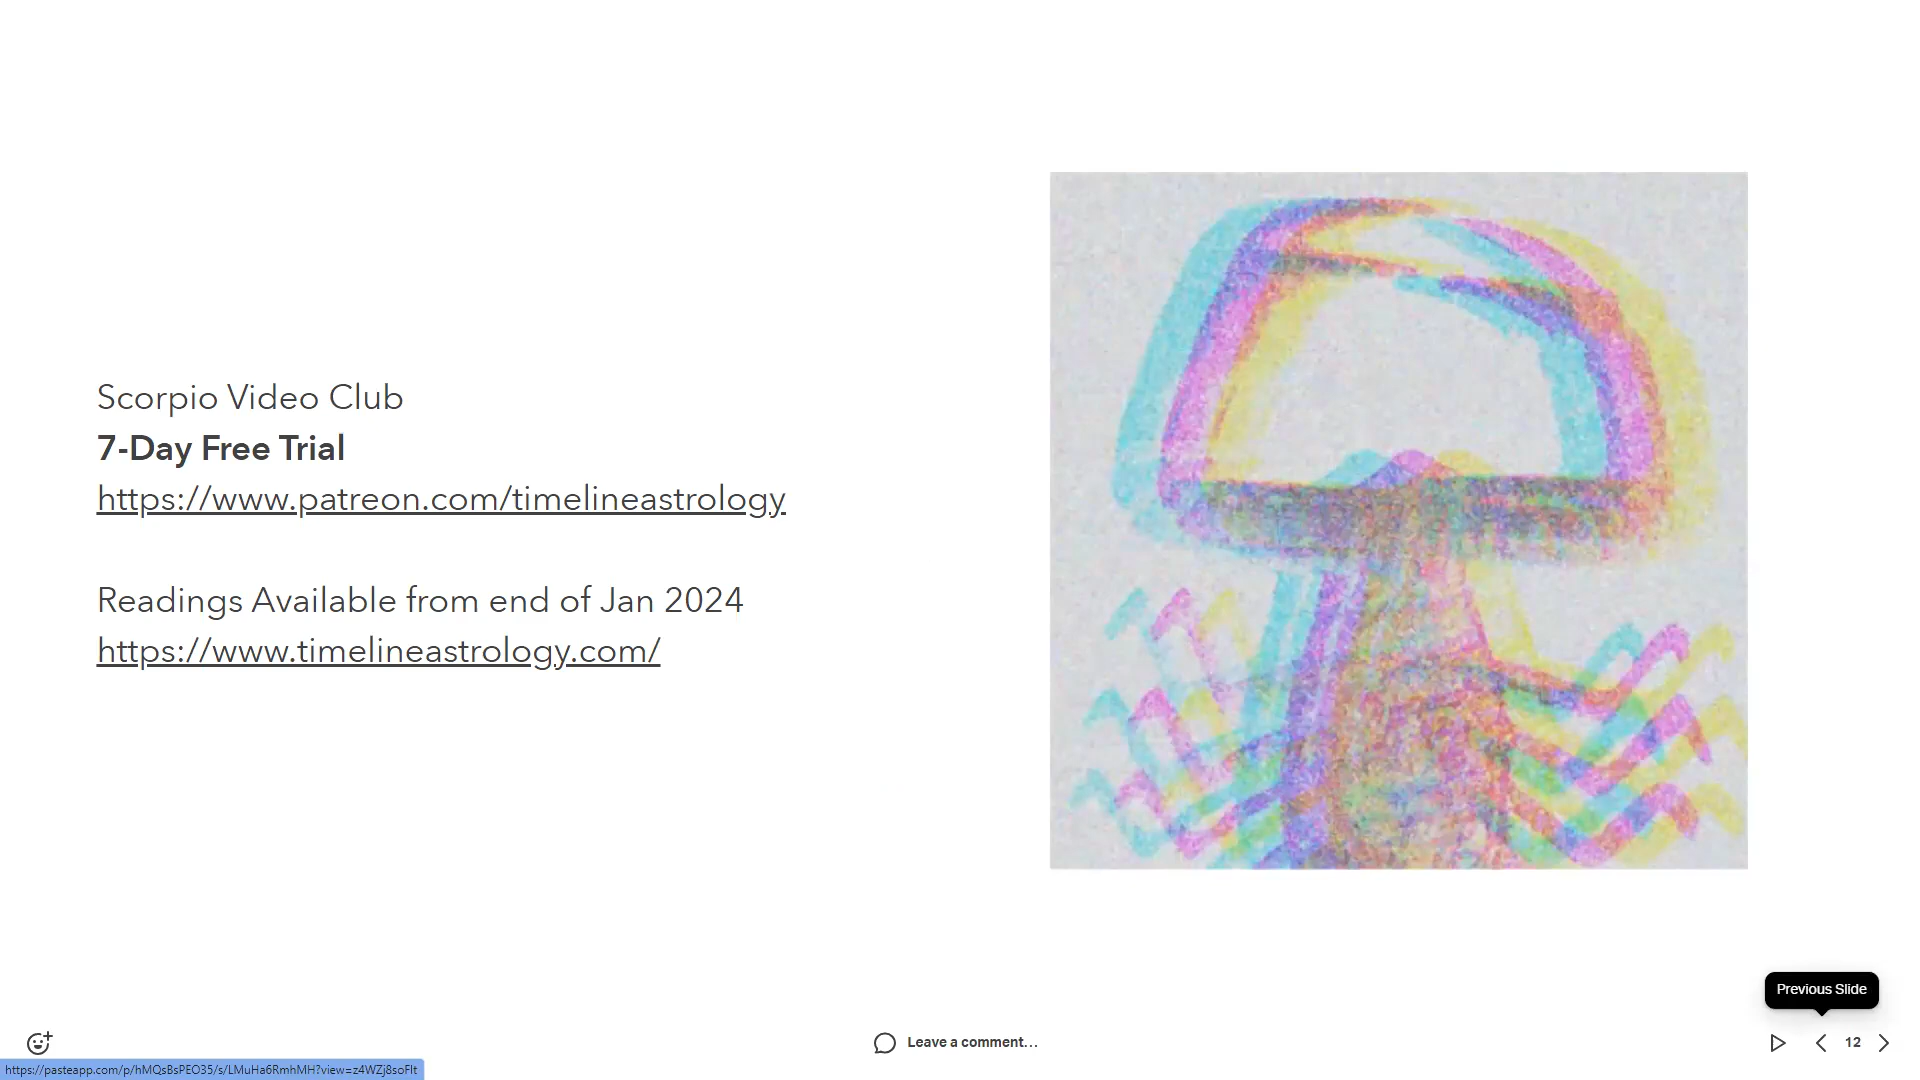 Scorpio Video Club
7-Day Free Trial
https://www.patreon.com/timelineastrology
Readings Available from end of Jan 2024
https://www.timelineastrology.com/
Previous Slide
Leave a comment...
12
https://pasteapp.com/p/hMQsBsPEO35/s/LMuHa6RmhMH?view=z4WZj8soFIt